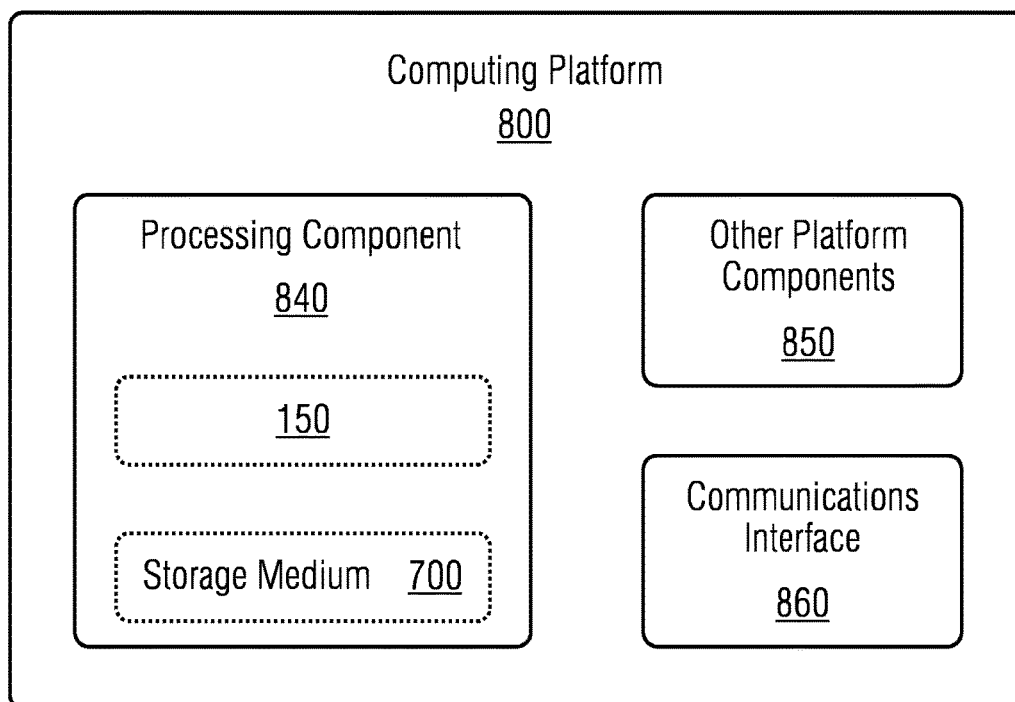 Computing Platform
800
Processing Component
840
150
Storage Medium 700
Other Platform
Components
850
Communications
Interface
860